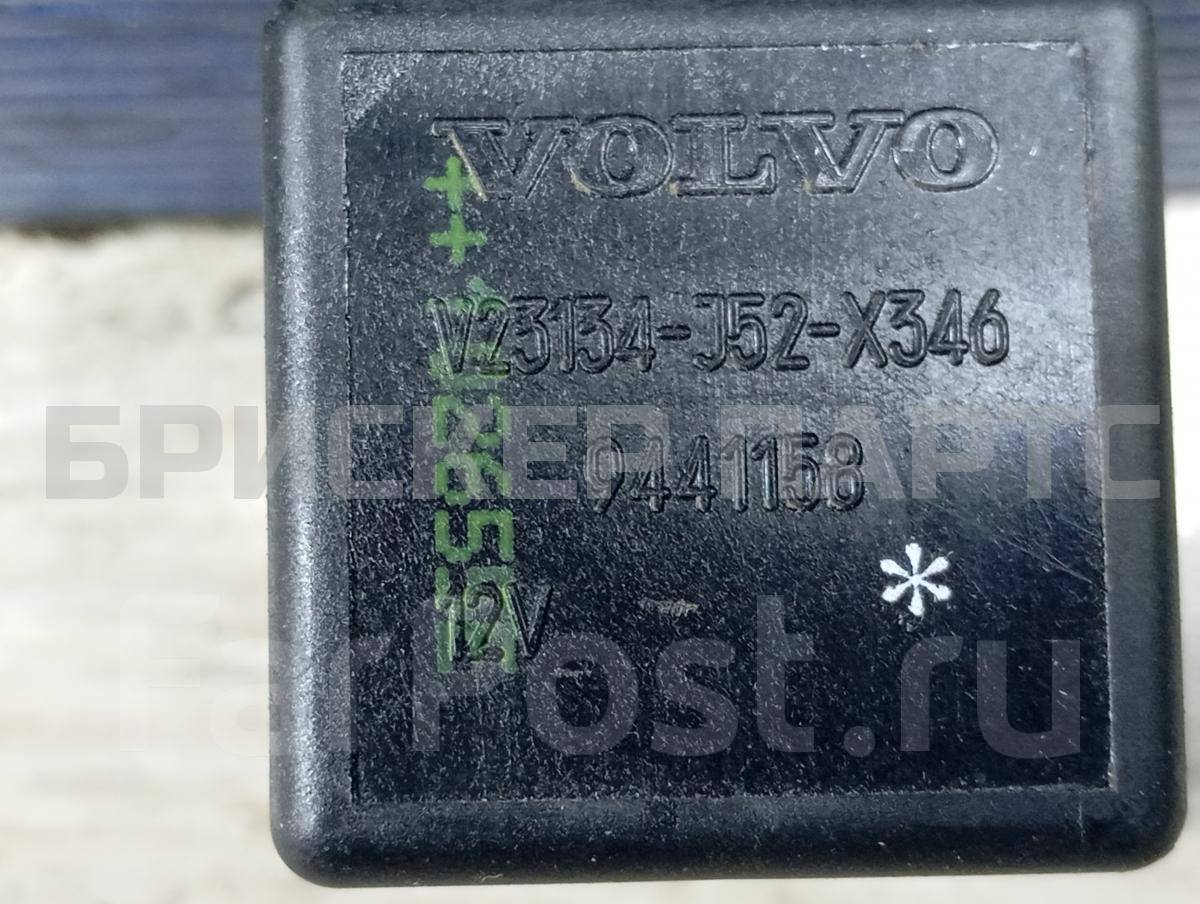 VOLVO
V23134-J52-X346
БРИСКЕР ПАРТС
9441158
*
12V
FarPost.ru